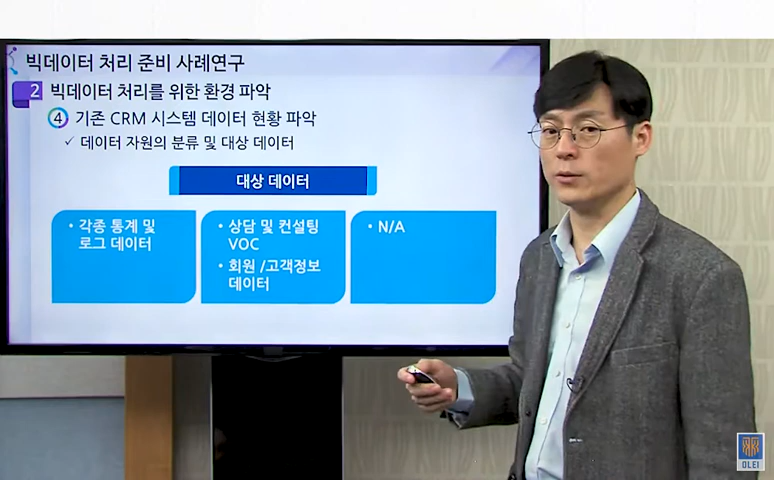 빅데이터 처리 준비 사례연구
2 빅데이터 처리를 위한 환경 파악
④ 기존 CRM 시스템 데이터 현황 파악
✓ 데이터 자원의 분류 및 대상 데이터
대상 데이터
• 각종 통계 및
로그 데이터
• 상담 및 컨설팅
VOC
• 회원 /고객정보
데이터
• N/A
OLEI